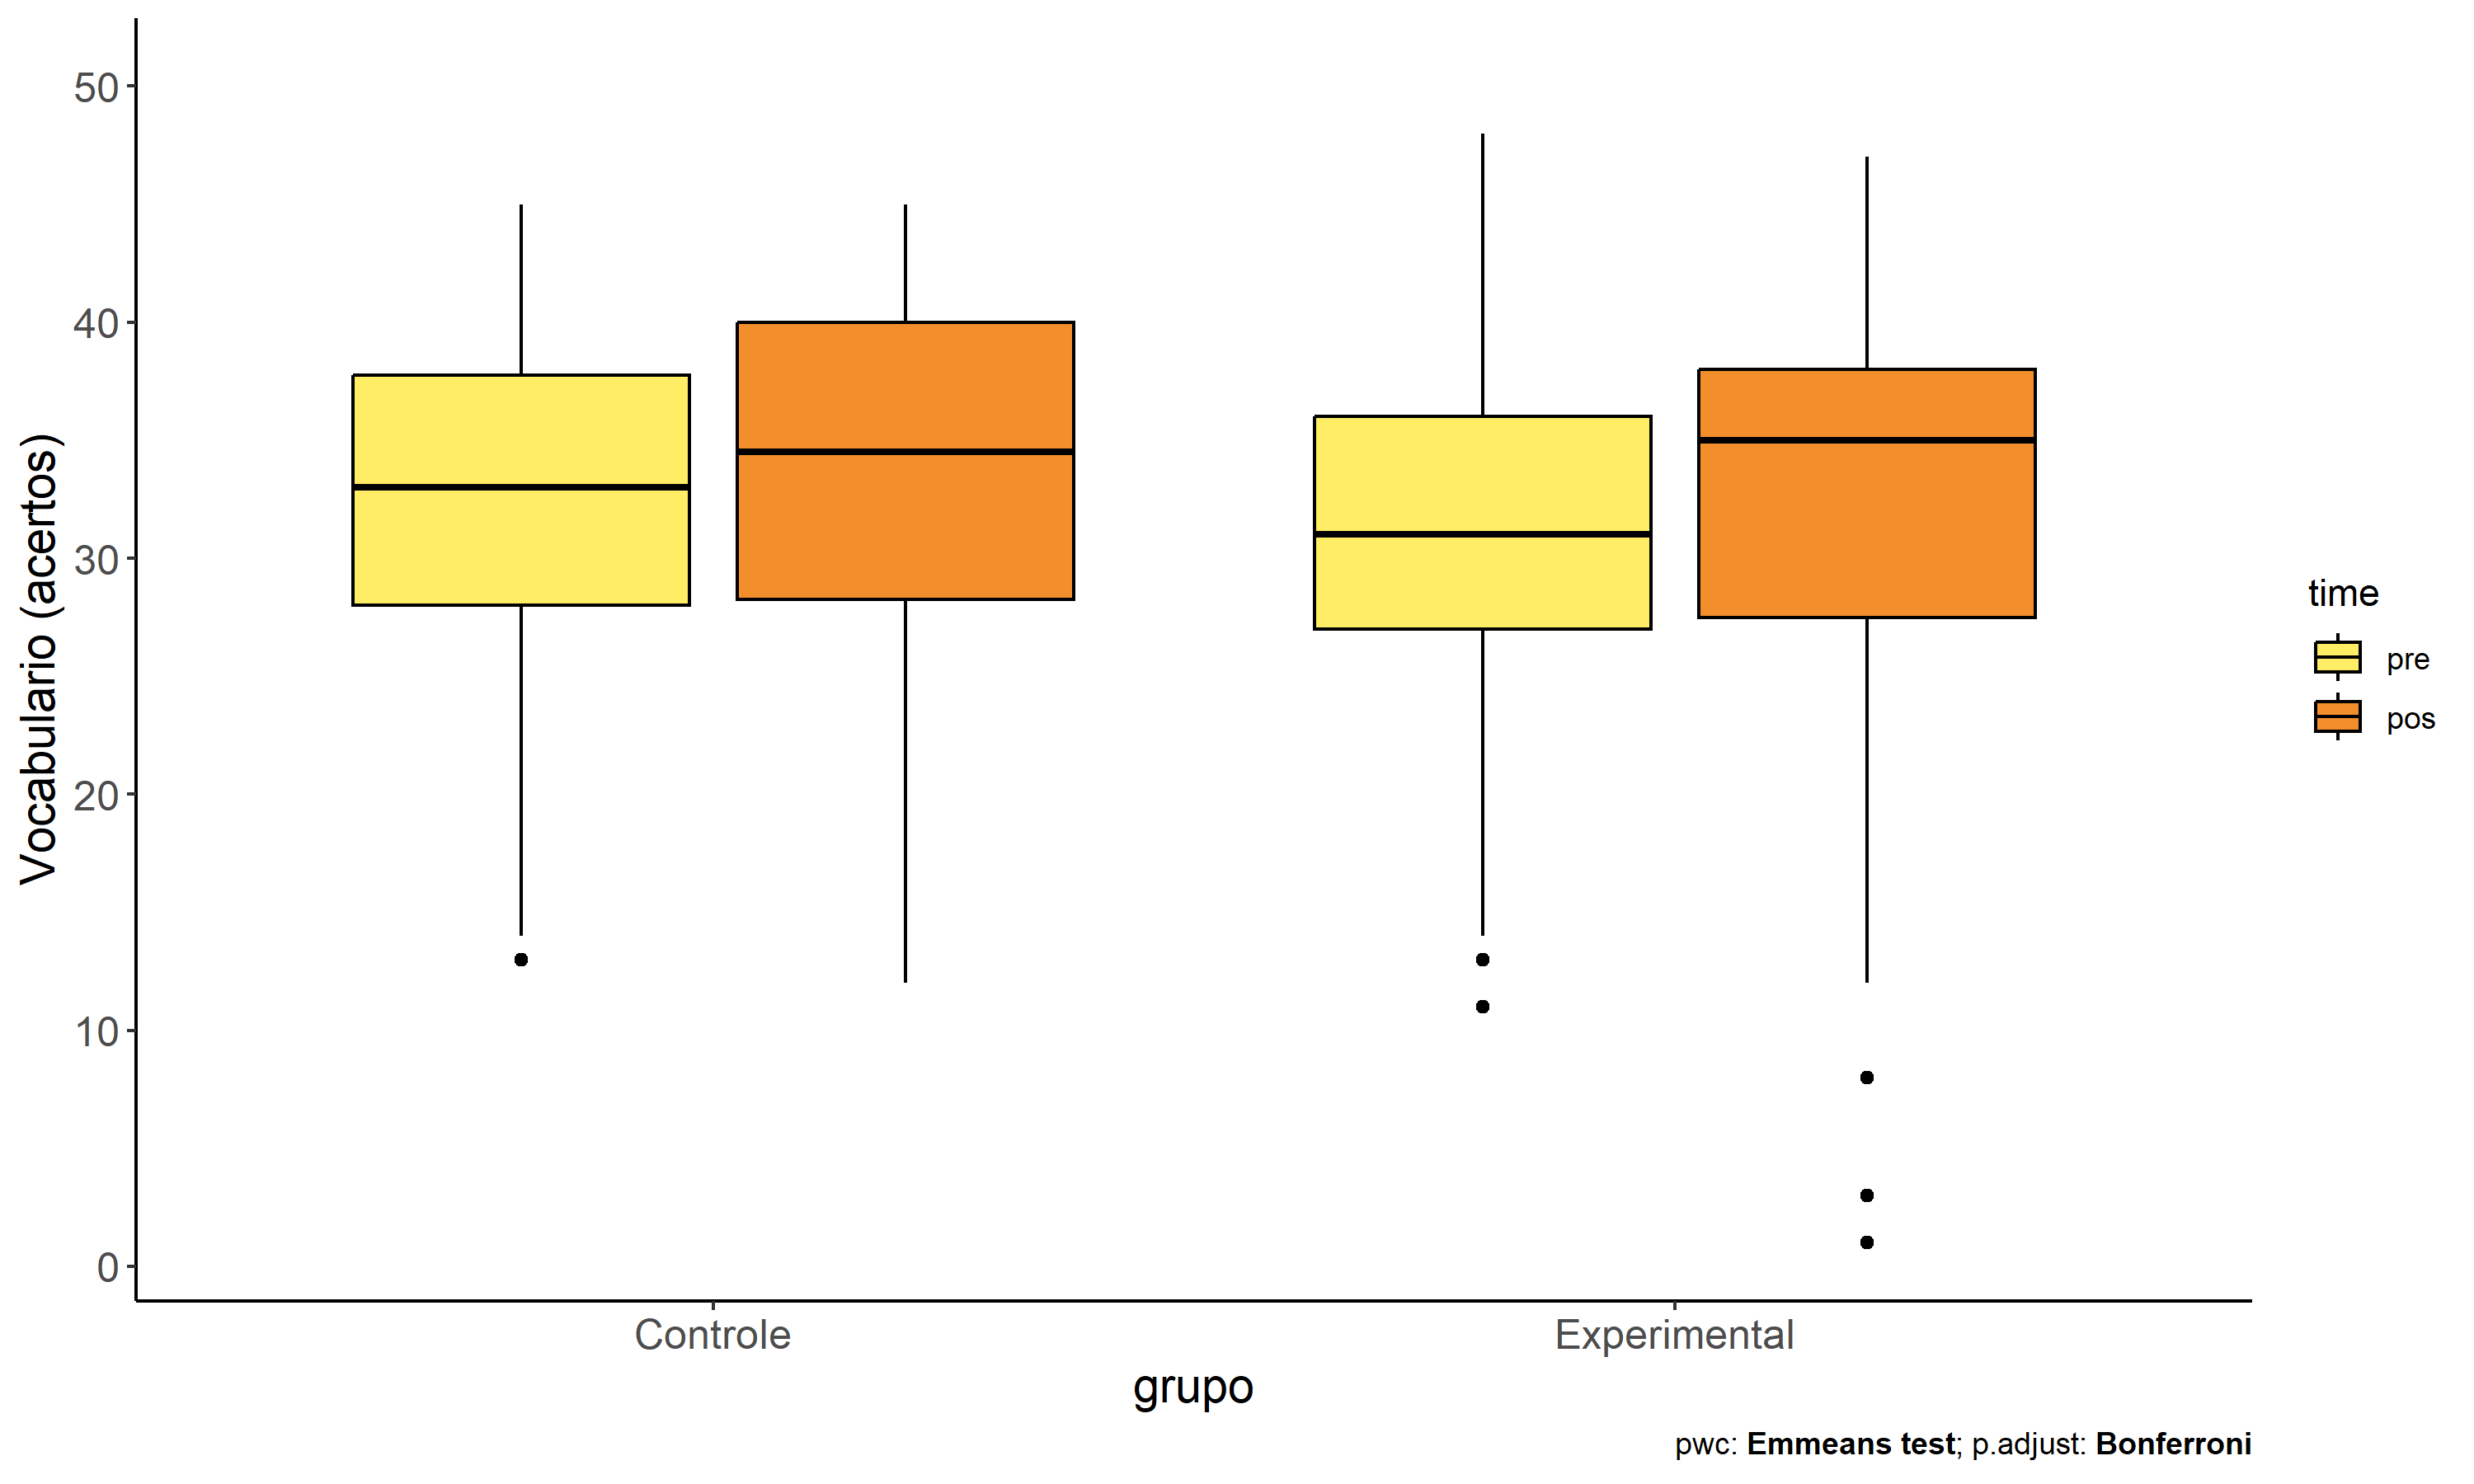 Vocabulario (acertos)
50
40
30
20
10
0
Controle
Experimental
grupo
time
pre
pos
pwc: Emmeans test; p.adjust: Bonferroni